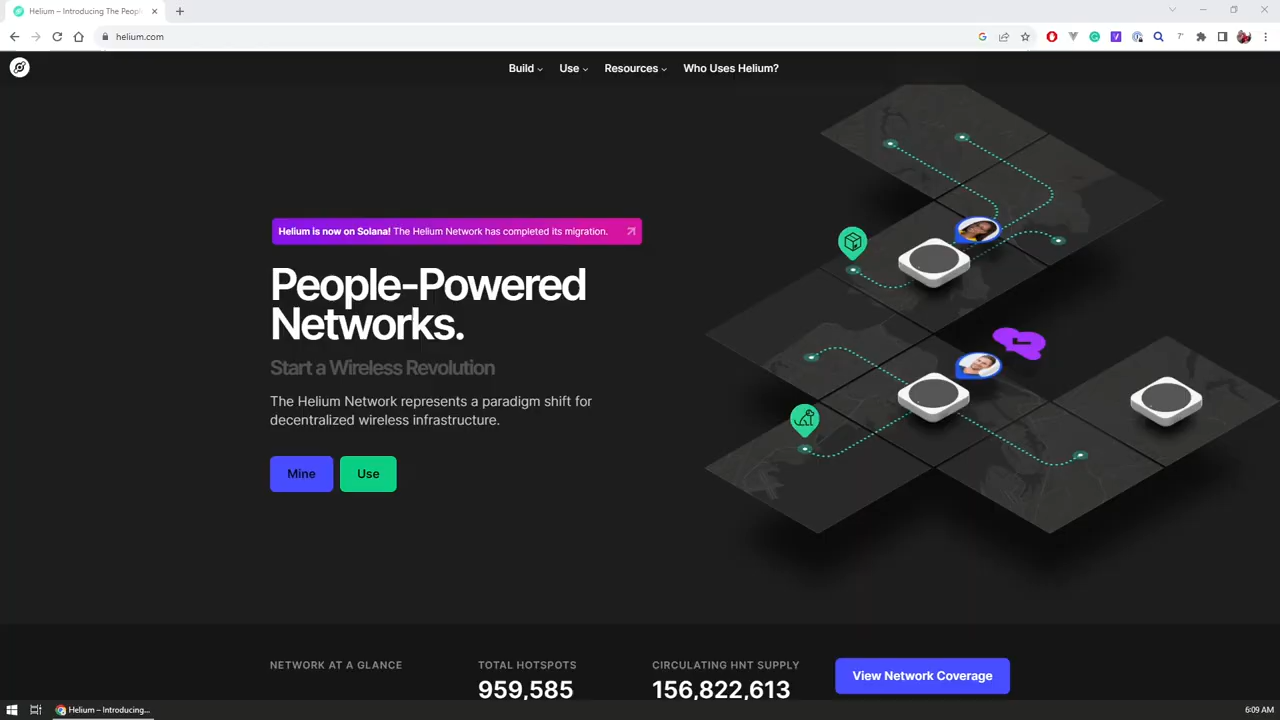 Helium – Introducing The Peopl
helium.com
Build
Use
Resources
Who Uses Helium?
Helium is now on Solana! The Helium Network has completed its migration.
People-Powered
Networks.
Start a Wireless Revolution
The Helium Network represents a paradigm shift for
decentralized wireless infrastructure.
Mine
Use
NETWORK AT A GLANCE
TOTAL HOTSPOTS
959,585
CIRCULATING HNT SUPPLY
156,822,613
View Network Coverage
Helium – Introducing...
6:09 AM